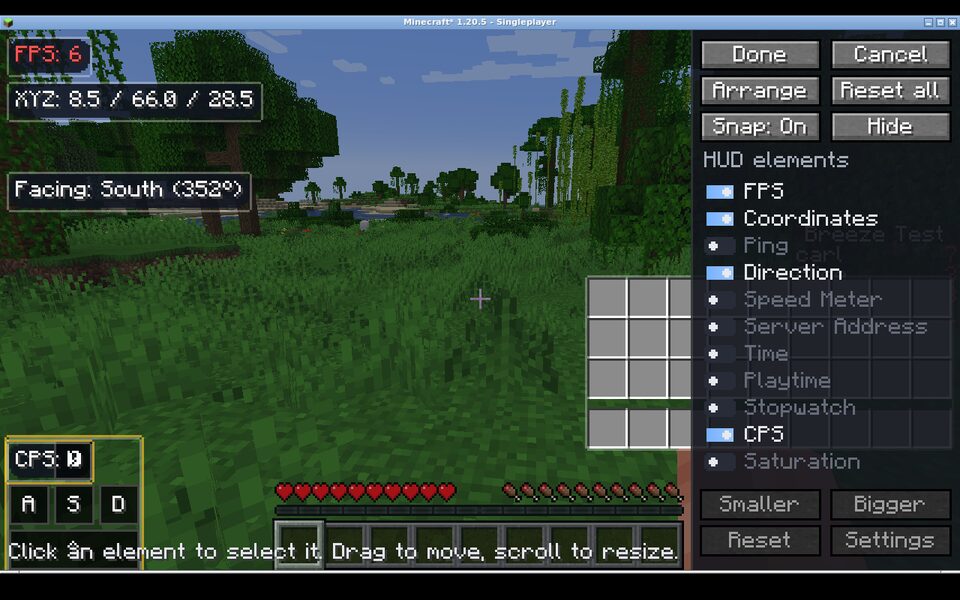 Minecraft* 1.20.5 - Singleplayer
FPS: 6
XYZ: 8.5 / 66.0 / 28.5
Facing: South (352°)
Done
Cancel
Arrange
Reset all
Snap: On
Hide
HUD elements
FPS
Coordinates
Breeze Test
Ping
Direction
Speed Meter
Server Address
Time
Playtime
Stopwatch
CPS
Saturation
CPS: 0
A S D
Click an element to select it. Drag to move, scroll to resize.
Smaller
Bigger
Reset
Settings